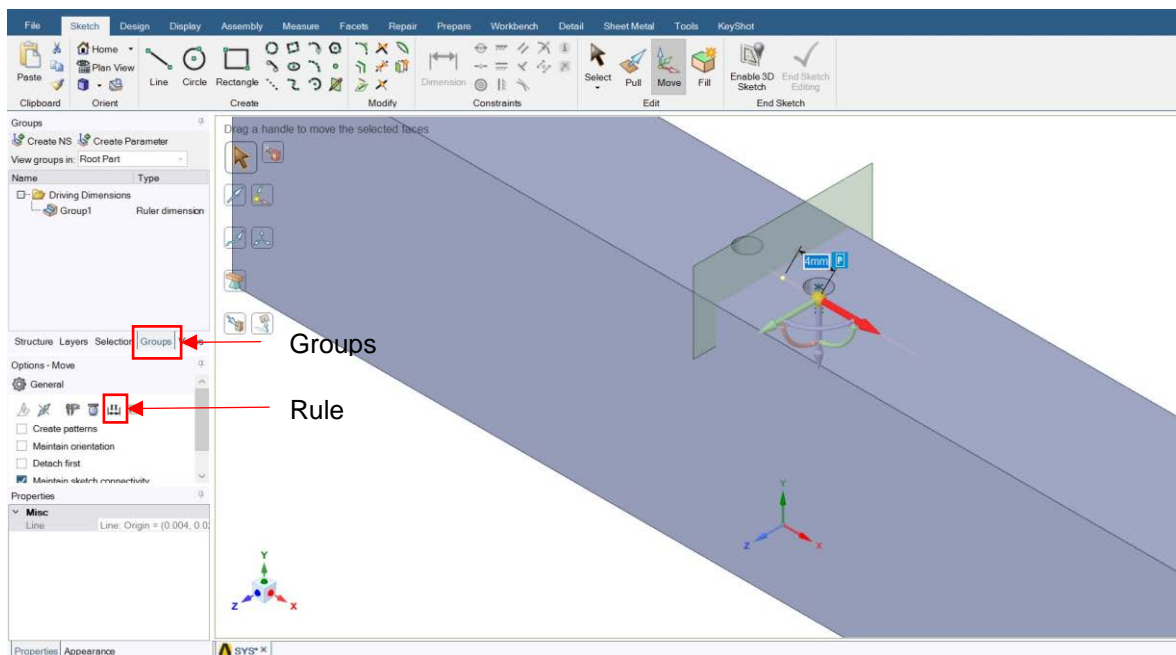 File Sketch Design Display Assembly Measure Facets Repair Prepare Workbench Detail Sheet Metal Tools KeyShot
Home
Plan View
Paste
Line Circle Rectangle
Dimension
Select Pull Move Fill
Enable 3D Sketch
End Sketch Editing
Clipboard Orient Create Modify Constraints Edit End Sketch
Groups
Create NS Create Parameter
View groups in: Root Part
Name Type
Driving Dimensions
Group1 Ruler dimension
Structure Layers Selection Groups
Options - Move
General
Create patterns
Maintain orientation
Detach first
Maintain sketch connectivity
Properties
Misc
Line Line: Origin = (0.004, 0.0
Properties Appearance
Drag a handle to move the selected faces
4mm P
Groups
Rule
Y
Z X
Y
Z X
SYS*